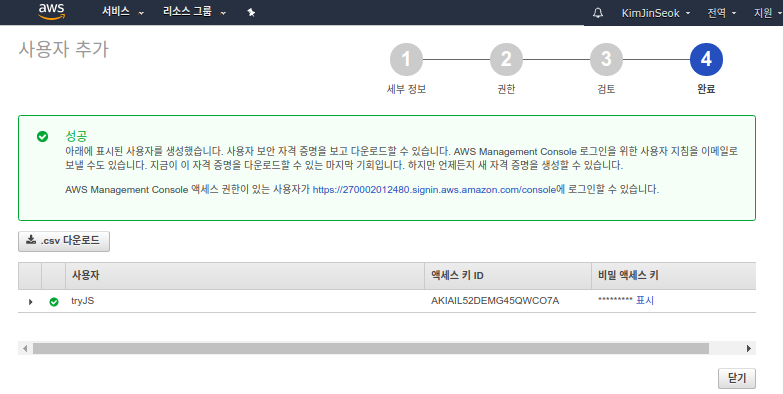 aws 서비스 리소스 그룹 KimJinSeok 전역 지원
사용자 추가
1 2 3 4
세부 정보 권한 검토 완료
성공
아래에 표시된 사용자를 생성했습니다. 사용자 보안 자격 증명을 보고 다운로드할 수 있습니다. AWS Management Console 로그인을 위한 사용자 지침을 이메일로
보낼 수도 있습니다. 지금이 이 자격 증명을 다운로드할 수 있는 마지막 기회입니다. 하지만 언제든지 새 자격 증명을 생성할 수 있습니다.
AWS Management Console 액세스 권한이 있는 사용자가 https://270002012480.signin.aws.amazon.com/console에 로그인할 수 있습니다.
.csv 다운로드
사용자 액세스 키 ID 비밀 액세스 키
tryJS AKIAIL52DEMG45QWCO7A ********* 표시
닫기